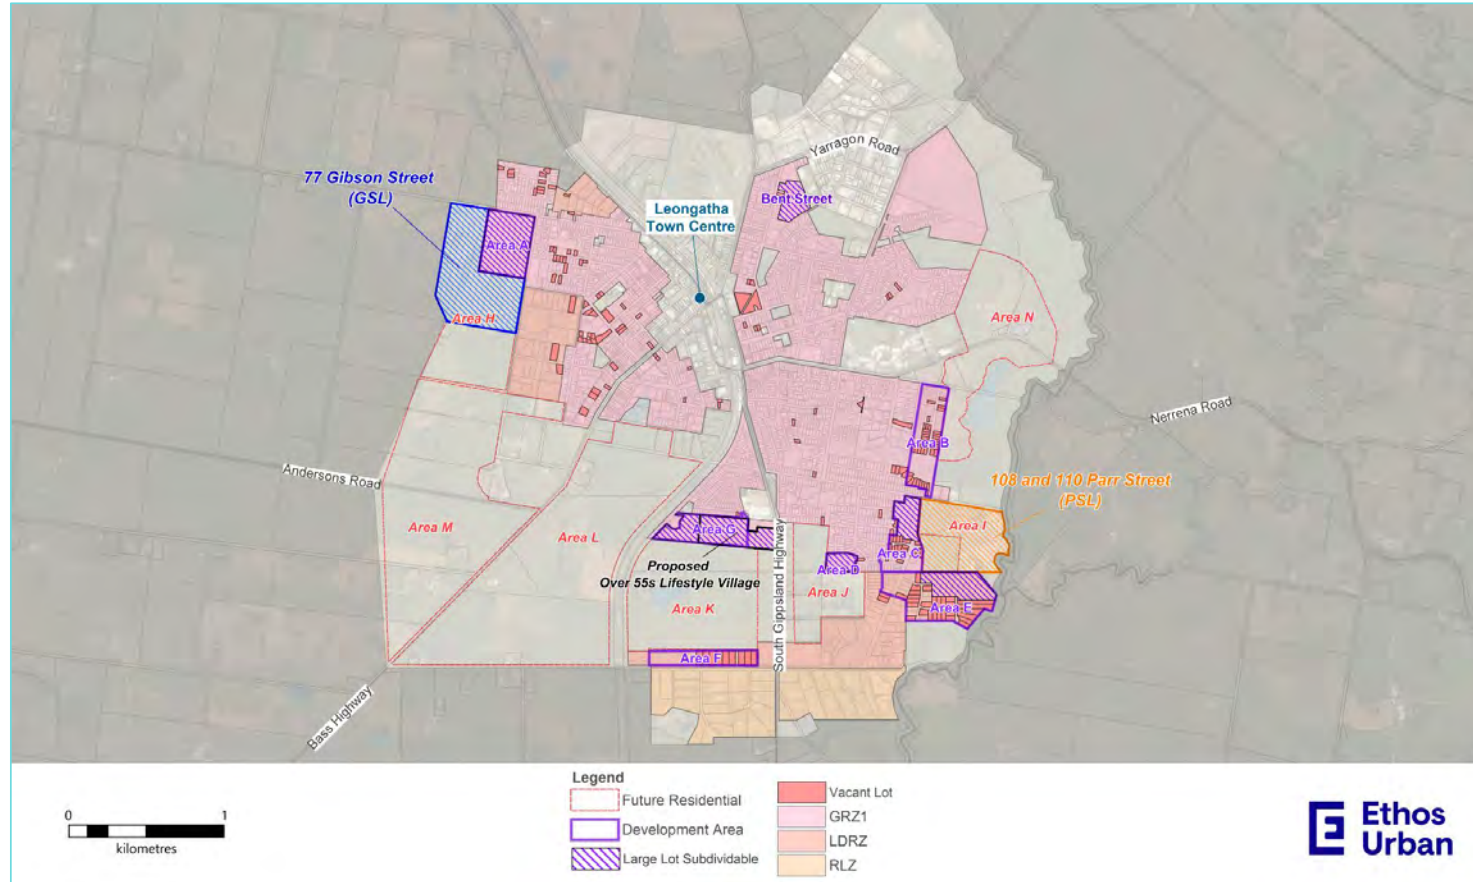 Yarragon Road
77 Gibson Street
(GSL)
Bent Street
Leongatha
Town Centre
Area A
Area H
Area N
Nerrena Road
Area B
Andersons Road
108 and 110 Parr Street
(PSL)
Area M
Area L
Area G
Area I
Area C
Proposed
Over 55s Lifestyle Village
Area D
South Gippsland Highway
Area J
Area K
Area E
Area F
Bass Highway
Legend
Future Residential
Development Area
Large Lot Subdividable
Vacant Lot
GRZ1
LDRZ
RLZ
0 1
kilometres
Ethos
Urban